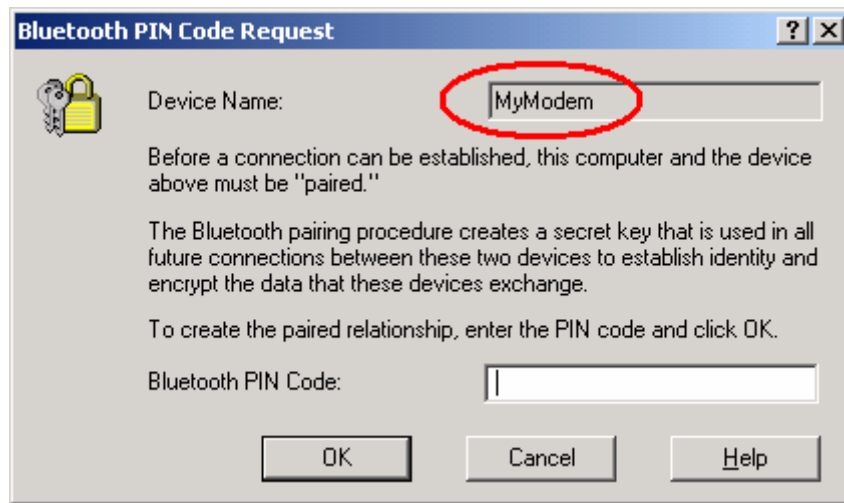 Bluetooth PIN Code Request
Device Name: MyModem
Before a connection can be established, this computer and the device
above must be "paired."
The Bluetooth pairing procedure creates a secret key that is used in all
future connections between these two devices to establish identity and
encrypt the data that these devices exchange.
To create the paired relationship, enter the PIN code and click OK.
Bluetooth PIN Code:
OK Cancel Help